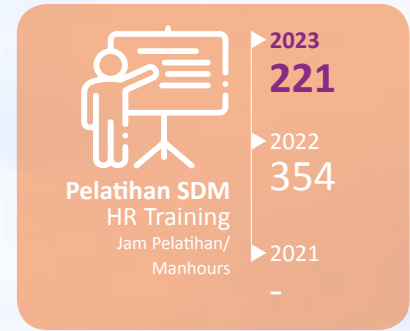 Pelatihan SDM
HR Training
Jam Pelatihan/
Manhours
2023
221
2022
354
2021
-